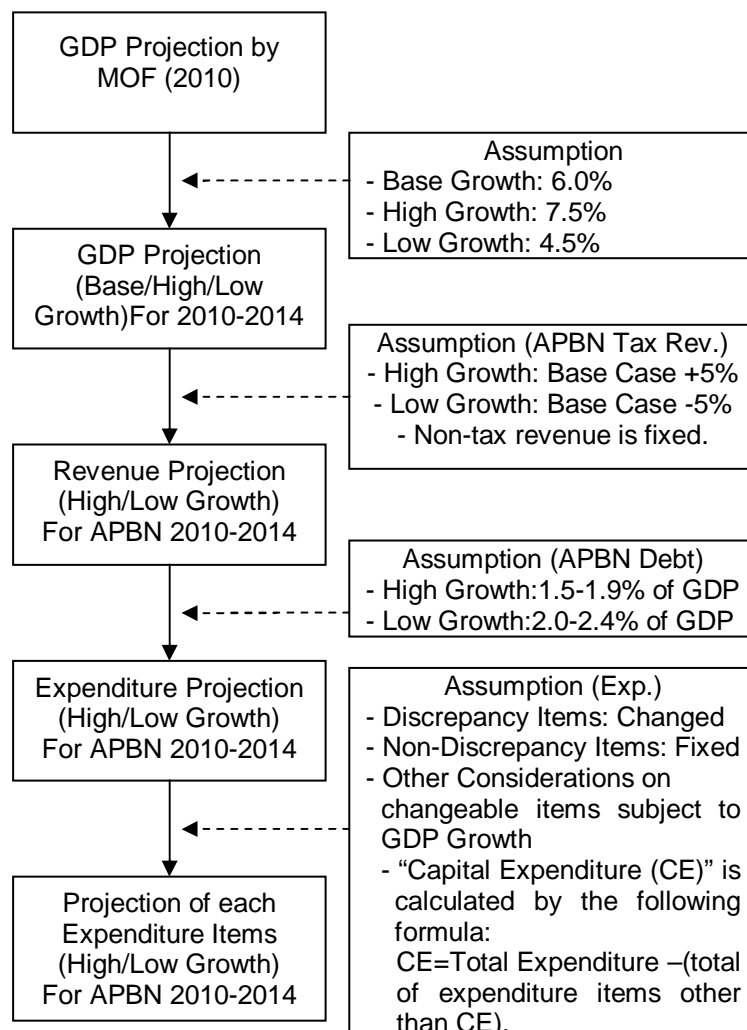 GDP Projection by
MOF (2010)
Assumption
- Base Growth: 6.0%
- High Growth: 7.5%
- Low Growth: 4.5%
GDP Projection
(Base/High/Low
Growth)For 2010-2014
Assumption (APBN Tax Rev.)
- High Growth: Base Case +5%
- Low Growth: Base Case -5%
- Non-tax revenue is fixed.
Revenue Projection
(High/Low Growth)
For APBN 2010-2014
Assumption (APBN Debt)
- High Growth:1.5-1.9% of GDP
- Low Growth:2.0-2.4% of GDP
Expenditure Projection
(High/Low Growth)
For APBN 2010-2014
Assumption (Exp.)
- Discrepancy Items: Changed
- Non-Discrepancy Items: Fixed
- Other Considerations on
changeable items subject to
GDP Growth
- “Capital Expenditure (CE)” is
calculated by the following
formula:
CE=Total Expenditure –(total
of expenditure items other
than CE).
Projection of each
Expenditure Items
(High/Low Growth)
For APBN 2010-2014